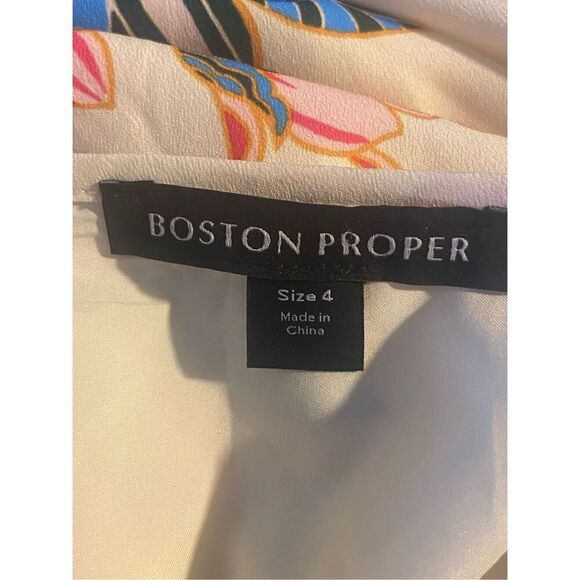 BOSTON PROPER
Size 4
Made in
China